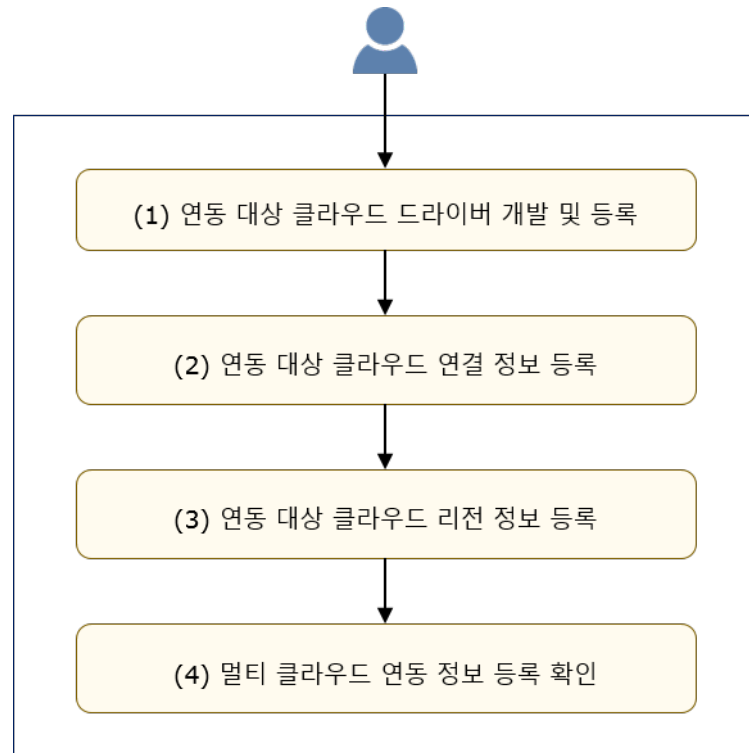 (1) 연동 대상 클라우드 드라이버 개발 및 등록
(2) 연동 대상 클라우드 연결 정보 등록
(3) 연동 대상 클라우드 리전 정보 등록
(4) 멀티 클라우드 연동 정보 등록 확인